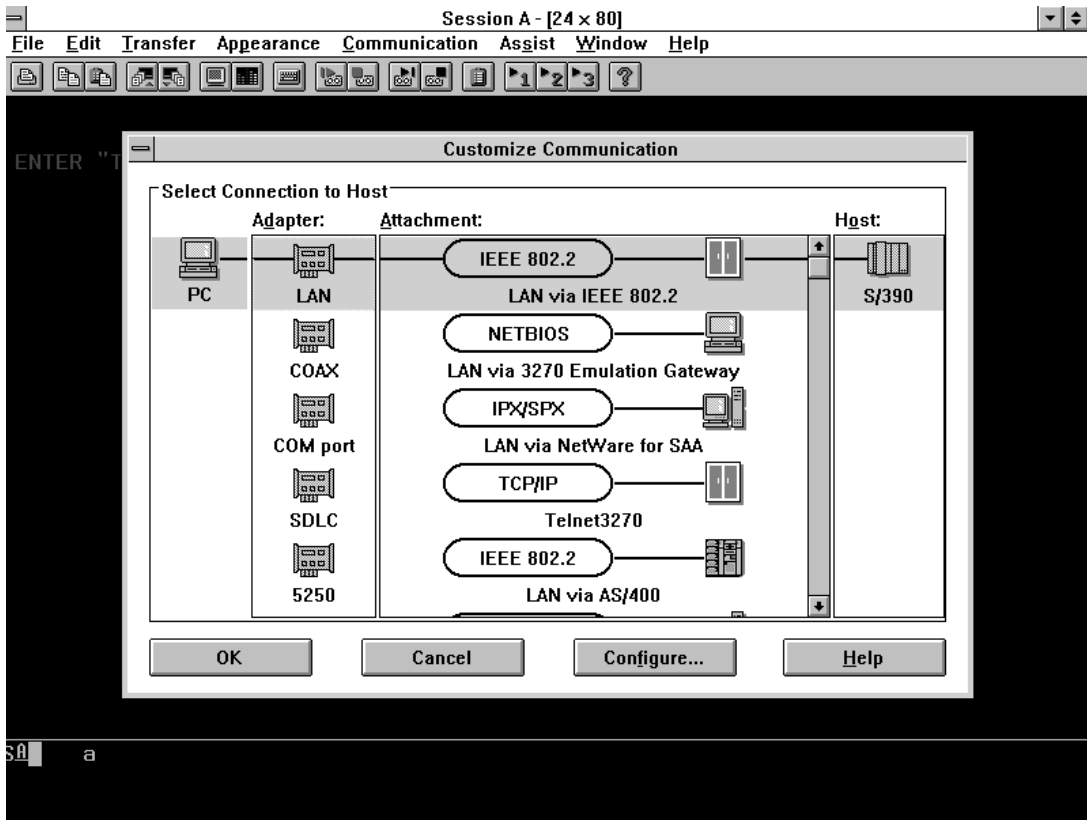 Session A - [24 x 80]
File Edit Transfer Appearance Communication Assist Window Help
1 2 3 ?
ENTER "T
Customize Communication
Select Connection to Host
Adapter: Attachment: Host:
IEEE 802.2
PC LAN LAN via IEEE 802.2 S/390
NETBIOS
COAX LAN via 3270 Emulation Gateway
IPX/SPX
COM port LAN via NetWare for SAA
TCP/IP
SDLC Telnet3270
IEEE 802.2
5250 LAN via AS/400
OK Cancel Configure... Help
SA a